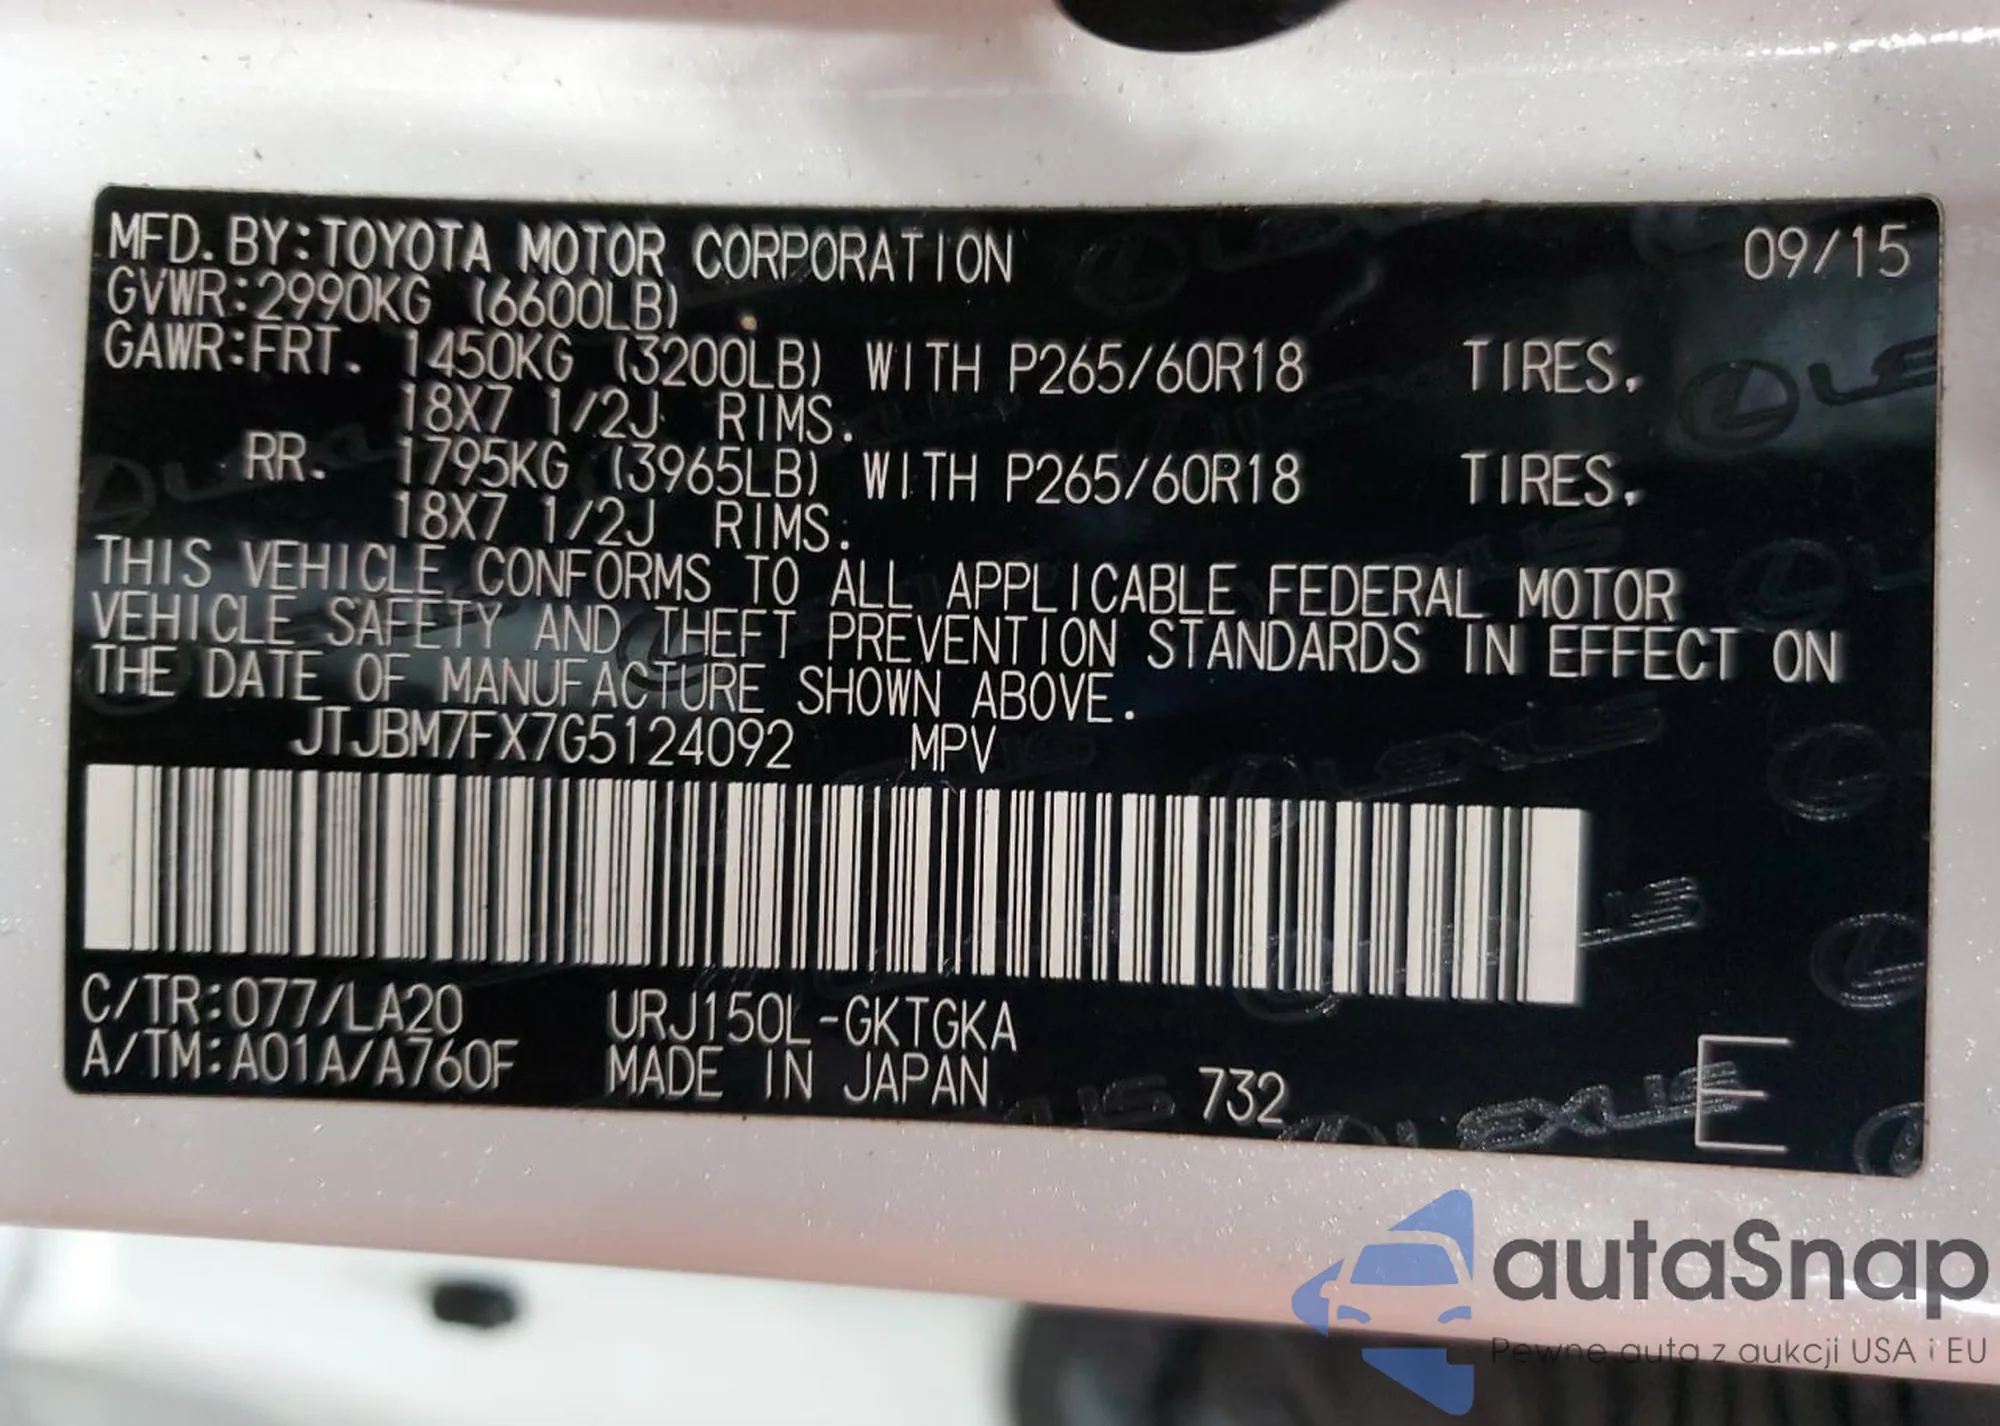 MFD. BY:TOYOTA MOTOR CORPORATION 09/15
GVWR:2990KG (6600LB)
GAWR:FRT. 1450KG (3200LB) WITH P265/60R18 TIRES,
18X7 1/2J RIMS.
RR. 1795KG (3965LB) WITH P265/60R18 TIRES,
18X7 1/2J RIMS.
THIS VEHICLE CONFORMS TO ALL APPLICABLE FEDERAL MOTOR
VEHICLE SAFETY AND THEFT PREVENTION STANDARDS IN EFFECT ON
THE DATE OF MANUFACTURE SHOWN ABOVE.
JTJBM7FX7G5124092 MPV
C/TR:077/LA20 URJ150L-GKTGKA
A/TM:A01A/A760F MADE IN JAPAN 732 E
LEXUS
autaSnap
Pewne auta z aukcji USA i EU